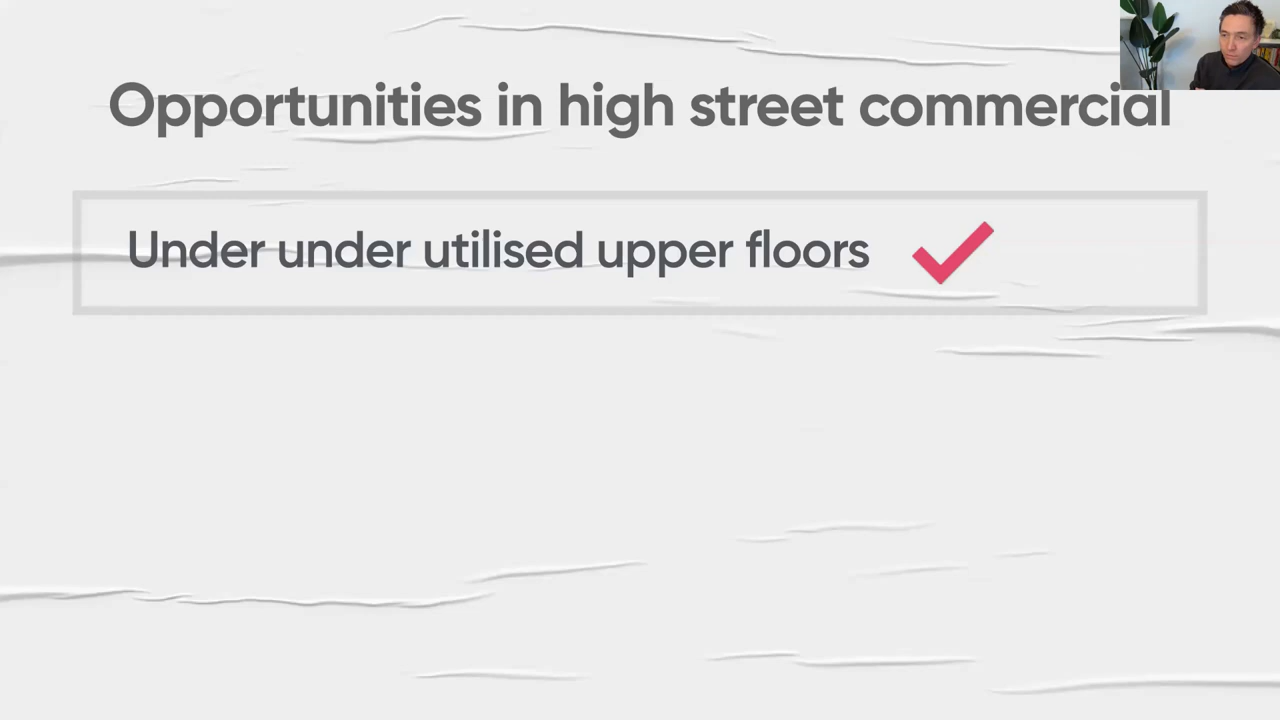 Opportunities in high street commercial
Under under utilised upper floors